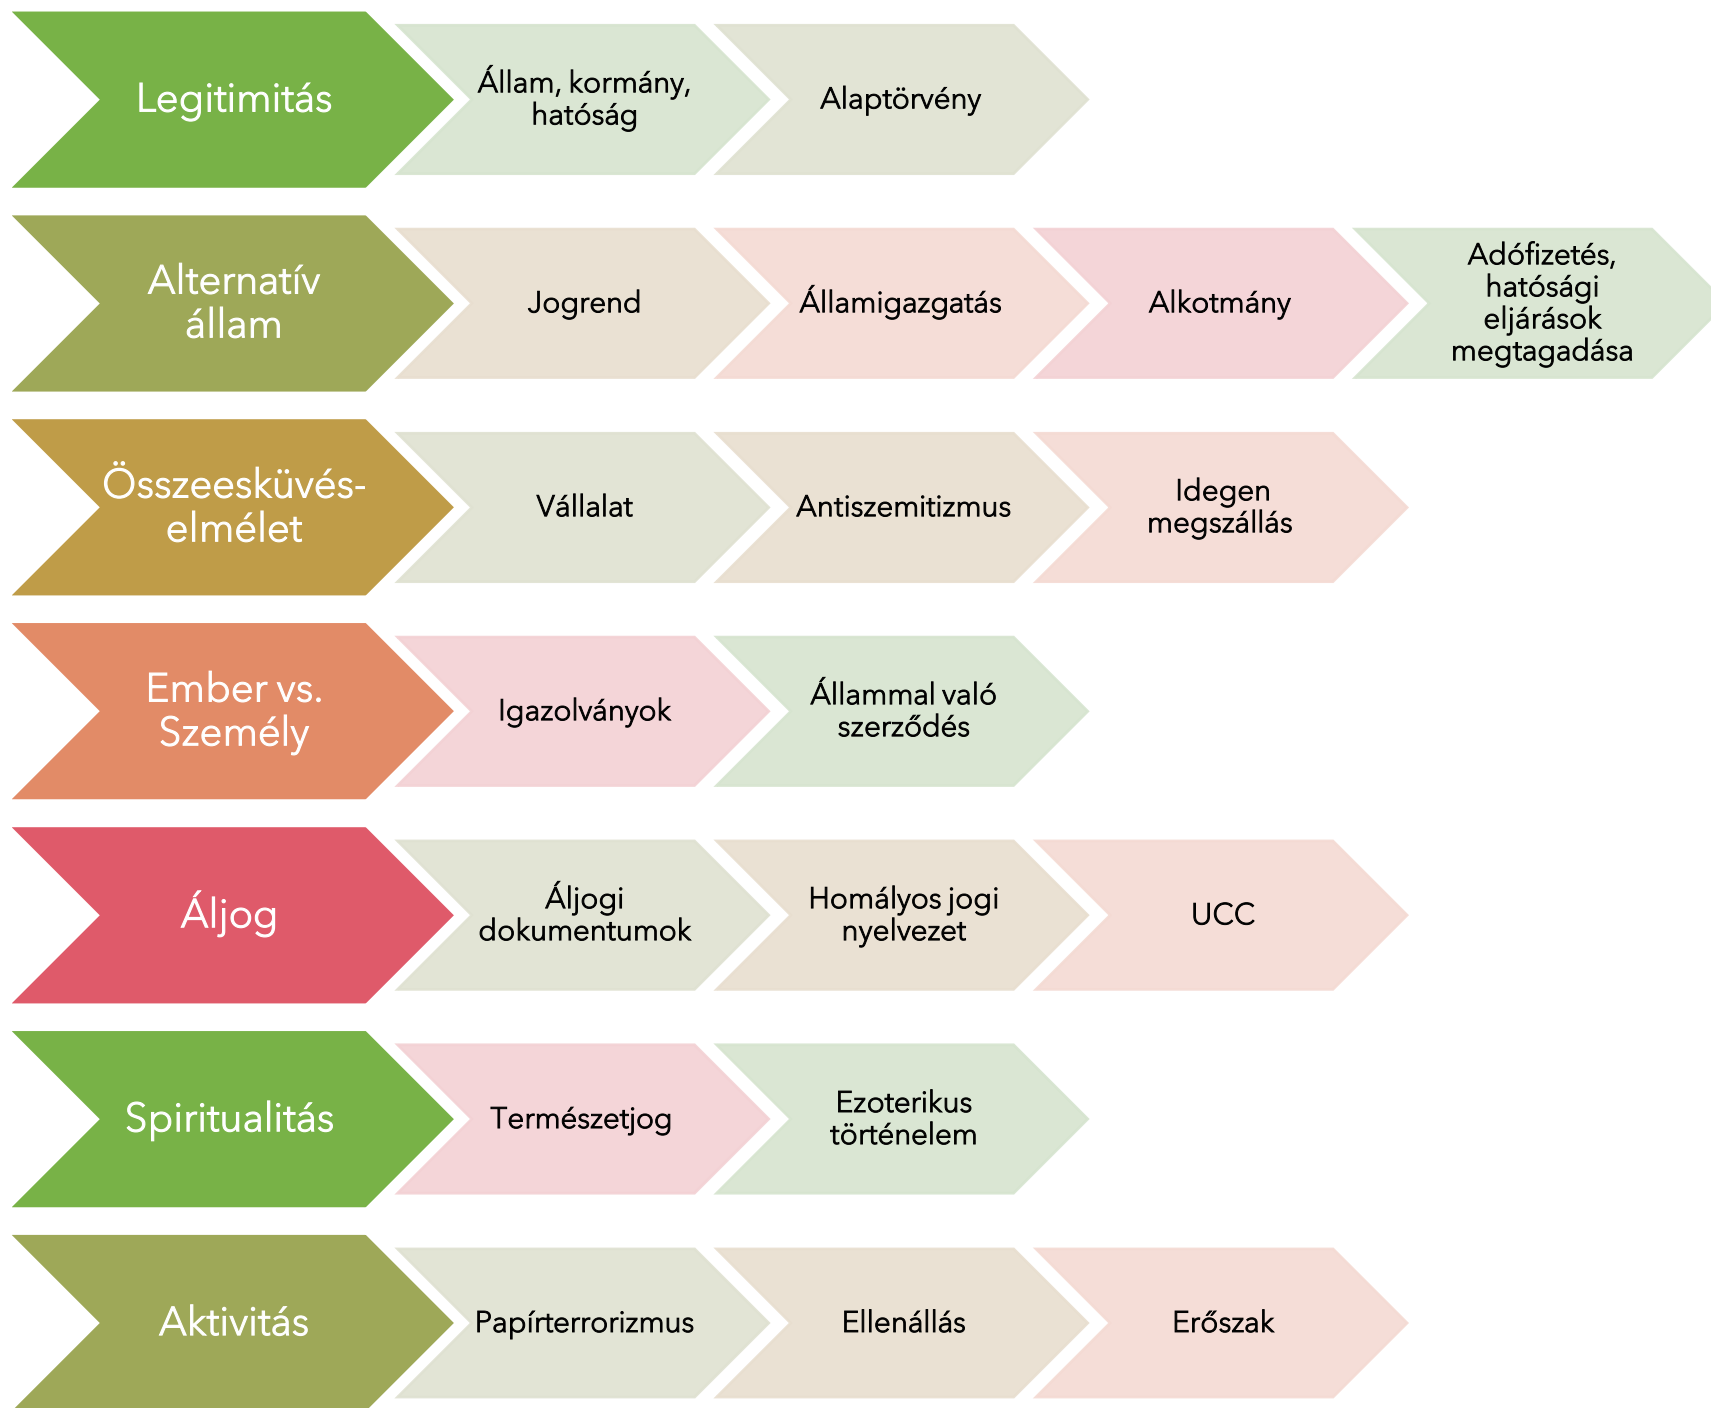 Legitimitás
Állam, kormány,
hatóság
Alaptörvény
Alternatív
állam
Jogrend
Államigazgatás
Alkotmány
Adófizetés,
hatósági
eljárások
megtagadása
Összeesküvés-
elmélet
Vállalat
Antiszemitizmus
Idegen
megszállás
Ember vs.
Személy
Igazolványok
Állammal való
szerződés
Áljog
Áljogi
dokumentumok
Homályos jogi
nyelvezet
UCC
Spiritualitás
Természetjog
Ezoterikus
történelem
Aktivitás
Papírterrorizmus
Ellenállás
Erőszak